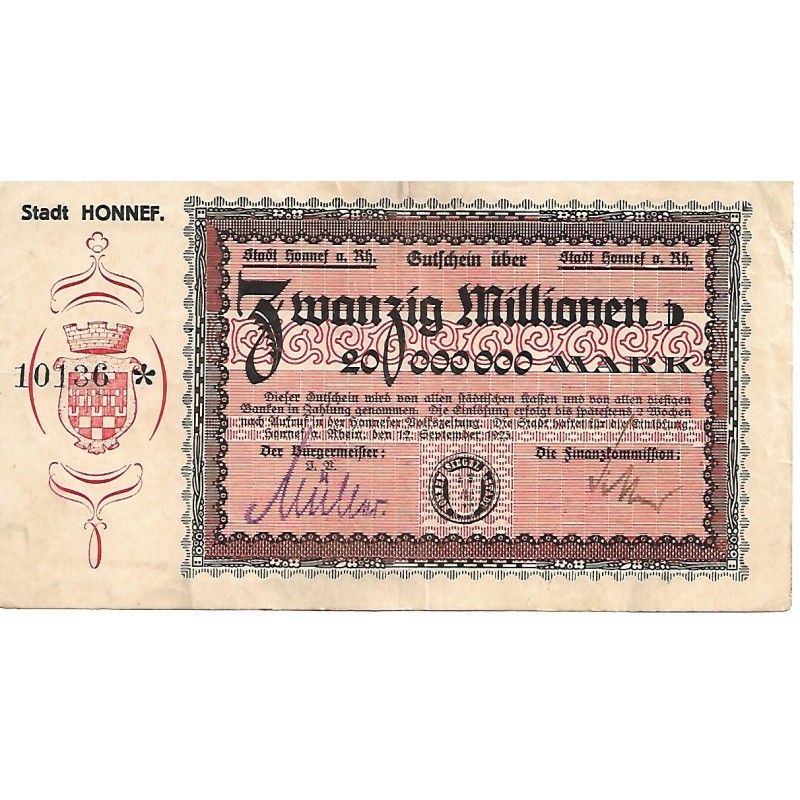 Stadt HONNEF.
10136 *
Stadt Honnef a. Rh. Gutschein über Stadt Honnef a. Rh.
Zwanzig Millionen
20,000000 MARK
Dieser Gutschein wird von allen städtischen Kassen und von allen hiesigen
Banken in Zahlung genommen. Die Einlösung erfolgt bis spätestens 2 Wochen
nach Aufruf in der Honnefer Volkszeitung. Die Stadt haftet für die Einlösung.
Honnef a. Rhein, den 12. September 1923
Der Bürgermeister: Die Finanzkommission:
J. V.
Müller.